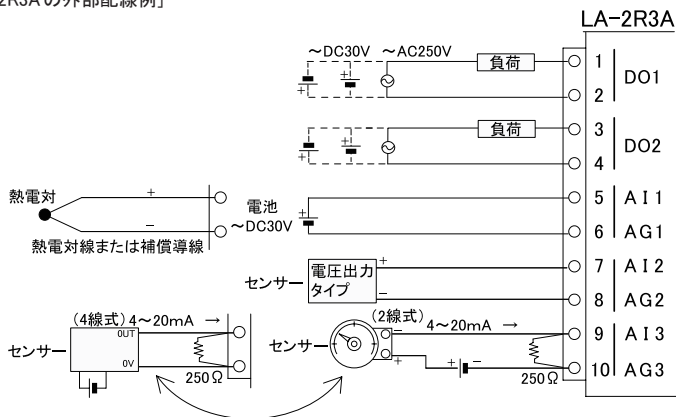 2R3Aの外部配線例」
LA-2R3A
～DC30V ～AC250V
負荷
1
DO1
2
+
+
負荷
3
DO2
4
+
+
熱電対
+
－
熱電対線または補償導線
電池
～DC30V
+
5 AI1
6 AG1
センサー
電圧出力
タイプ
+
－
7 AI2
8 AG2
(4線式) 4～20mA →
OUT
0V
センサー
250Ω
(2線式)
4～20mA →
センサー
－
+
+ －
250Ω
9 AI3
10 AG3